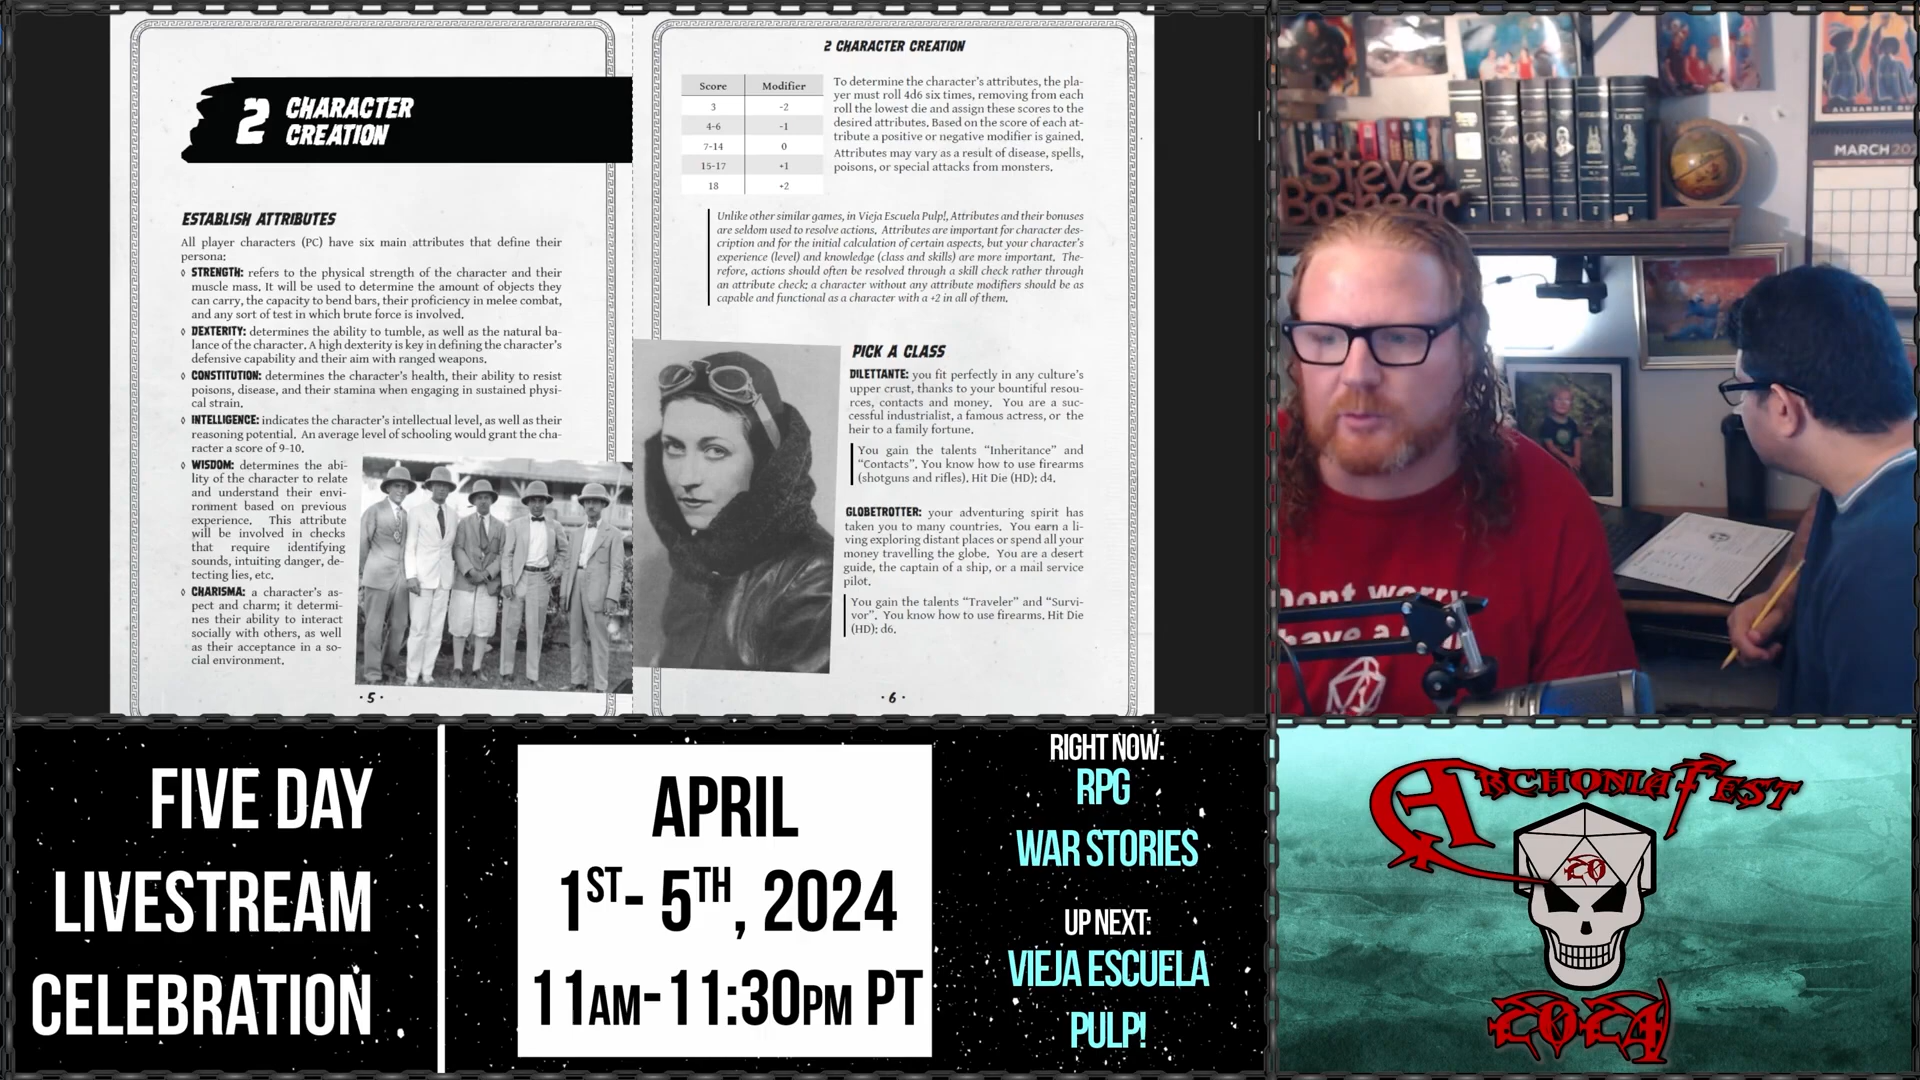 2 CHARACTER
CREATION
ESTABLISH ATTRIBUTES
All player characters (PC) have six main attributes that define their
persona:
◊ STRENGTH: refers to the physical strength of the character and their
muscle mass. It will be used to determine the amount of objects they
can carry, the capacity to bend bars, their proficiency in melee combat,
and any sort of test in which brute force is involved.
◊ DEXTERITY: determines the ability to tumble, as well as the natural ba-
lance of the character. A high dexterity is key in defining the character's
defensive capability and their aim with ranged weapons.
◊ CONSTITUTION: determines the character's health, their ability to resist
poisons, disease, and their stamina when engaging in sustained physi-
cal strain.
◊ INTELLIGENCE: indicates the character's intellectual level, as well as their
reasoning potential. An average level of schooling would grant the cha-
racter a score of 9-10.
◊ WISDOM: determines the abi-
lity of the character to relate
and understand their envi-
ronment based on previous
experience. This attribute
will be involved in checks
that require identifying
sounds, intuiting danger, de-
tecting lies, etc.
◊ CHARISMA: a character's as-
pect and charm; it determi-
nes their ability to interact
socially with others, as well
as their acceptance in a so-
cial environment.
· 5 ·
2 CHARACTER CREATION
Score Modifier
3 -2
4-6 -1
7-14 0
15-17 +1
18 +2
To determine the character's attributes, the pla-
yer must roll 4d6 six times, removing from each
roll the lowest die and assign these scores to the
desired attributes. Based on the score of each at-
tribute a positive or negative modifier is gained.
Attributes may vary as a result of disease, spells,
poisons, or special attacks from monsters.
Unlike other similar games, in Vieja Escuela Pulp!, Attributes and their bonuses
are seldom used to resolve actions. Attributes are important for character des-
cription and for the initial calculation of certain aspects, but your character's
experience (level) and knowledge (class and skills) are more important. The-
refore, actions should often be resolved through a skill check rather through
an attribute check: a character without any attribute modifiers should be as
capable and functional as a character with a +2 in all of them.
PICK A CLASS
DILETTANTE: you fit perfectly in any culture's
upper crust, thanks to your bountiful resou-
rces, contacts and money. You are a suc-
cessful industrialist, a famous actress, or the
heir to a family fortune.
You gain the talents “Inheritance” and
“Contacts”. You know how to use firearms
(shotguns and rifles). Hit Die (HD): d4.
GLOBETROTTER: your adventuring spirit has
taken you to many countries. You earn a li-
ving exploring distant places or spend all your
money travelling the globe. You are a desert
guide, the captain of a ship, or a mail service
pilot.
You gain the talents “Traveler” and “Survi-
vor”. You know how to use firearms. Hit Die
(HD): d6.
· 6 ·
Steve
Boshear
CONAN
ALEXANDRE DU
MARCH 202
Dont worry
have a
FIVE DAY
LIVESTREAM
CELEBRATION
APRIL
1ST- 5TH, 2024
11AM-11:30PM PT
RIGHT NOW:
RPG
WAR STORIES
UP NEXT:
VIEJA ESCUELA
PULP!
ARCHONIAFEST
20
2024